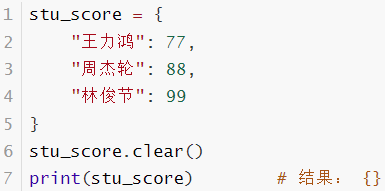 1 stu_score = {
2     "王力鸿": 77,
3     "周杰轮": 88,
4     "林俊节": 99
5 }
6 stu_score.clear()
7 print(stu_score)        # 结果： {}